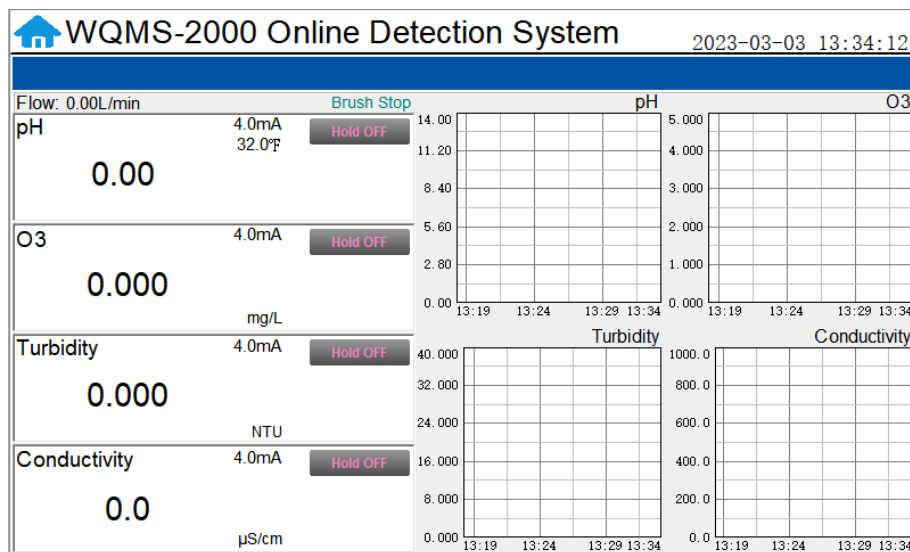 WQMS-2000 Online Detection System
2023-03-03 13:34:12
Flow: 0.00L/min
Brush Stop
pH
4.0mA
32.0℉
Hold OFF
0.00
O3
4.0mA
Hold OFF
0.000
mg/L
Turbidity
4.0mA
Hold OFF
0.000
NTU
Conductivity
4.0mA
Hold OFF
0.0
µS/cm
pH
14.00
11.20
8.40
5.60
2.80
0.00
13:19 13:24 13:29 13:34
O3
5.000
4.000
3.000
2.000
1.000
0.000
13:19 13:24 13:29 13:34
Turbidity
40.000
32.000
24.000
16.000
8.000
0.000
13:19 13:24 13:29 13:34
Conductivity
1000.0
800.0
600.0
400.0
200.0
0.0
13:19 13:24 13:29 13:34